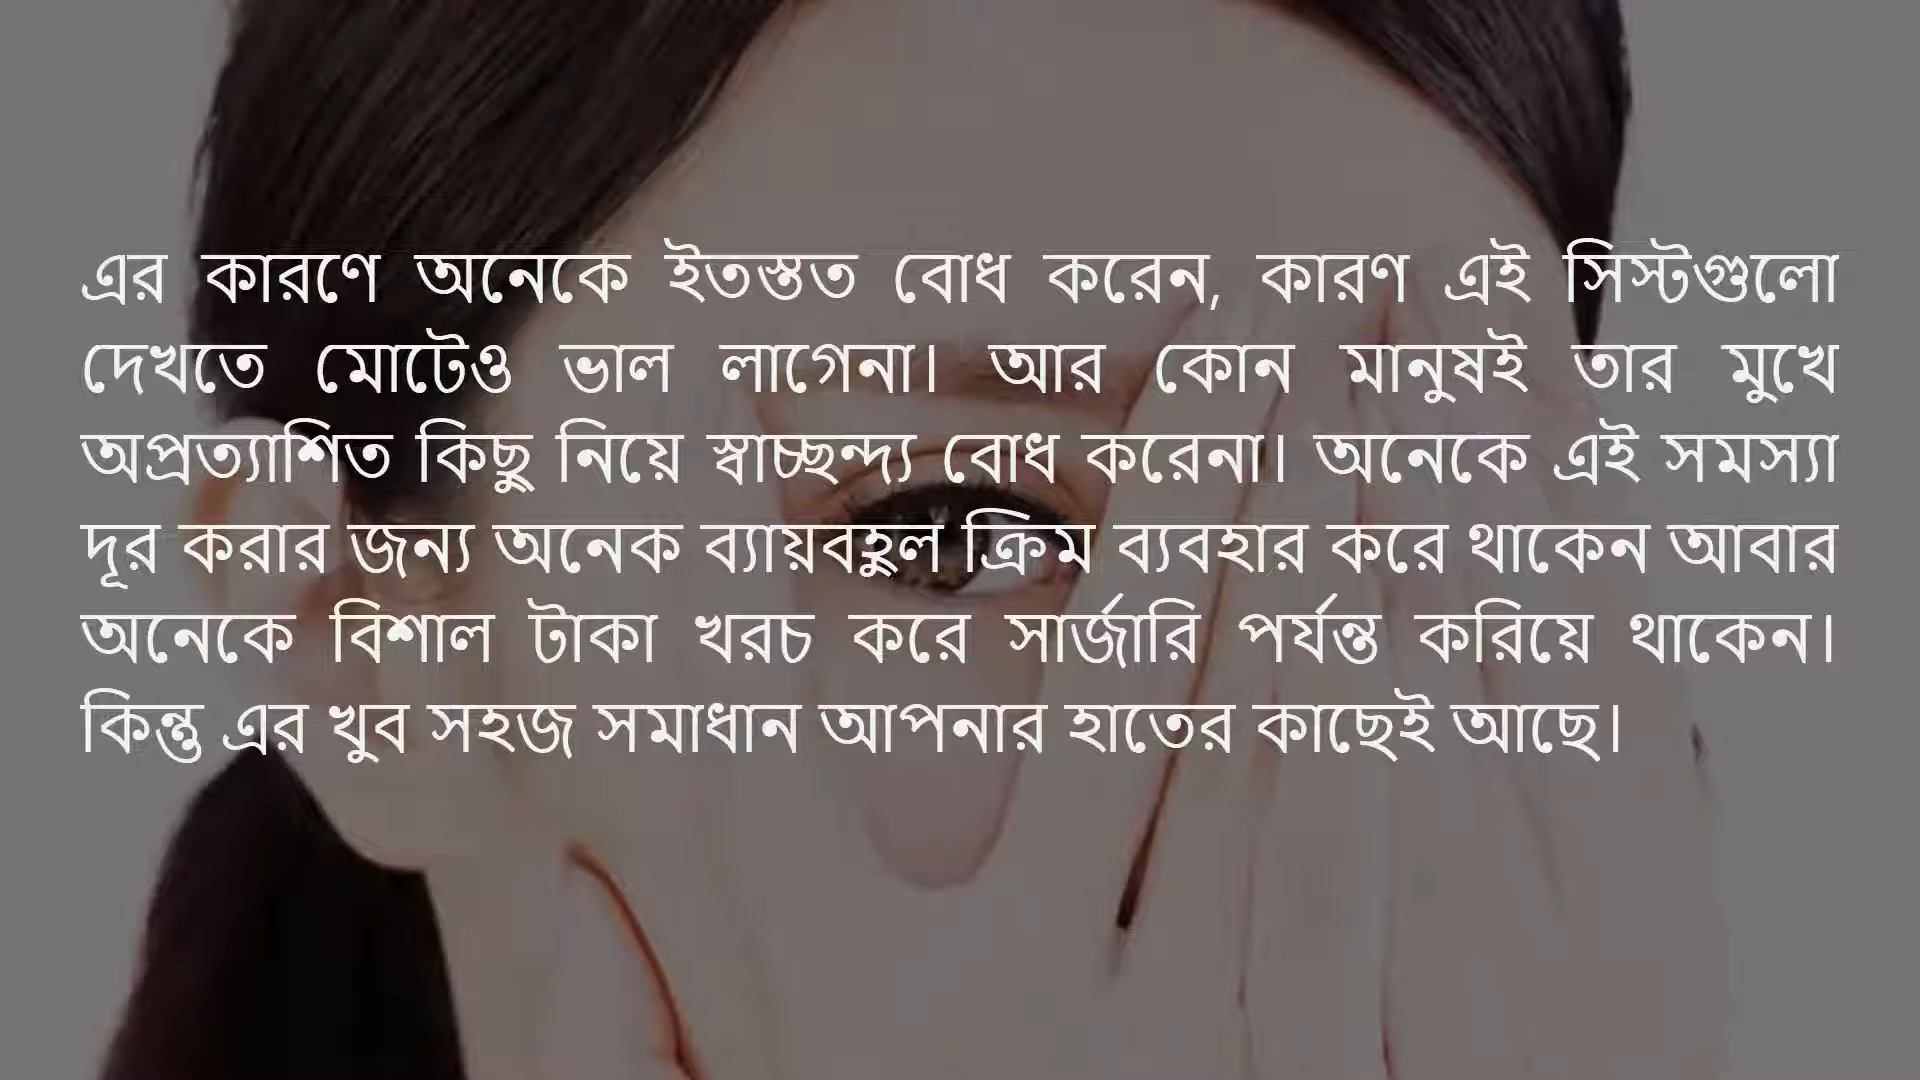 এর কারণে অনেকে ইতস্তত বোধ করেন, কারণ এই সিস্টগুলো
দেখতে মোটেও ভাল লাগেনা। আর কোন মানুষই তার মুখে
অপ্রত্যাশিত কিছু নিয়ে স্বাচ্ছন্দ্য বোধ করেনা। অনেকে এই সমস্যা
দূর করার জন্য অনেক ব্যায়বহুল ক্রিম ব্যবহার করে থাকেন আবার
অনেকে বিশাল টাকা খরচ করে সার্জারি পর্যন্ত করিয়ে থাকেন।
কিন্তু এর খুব সহজ সমাধান আপনার হাতের কাছেই আছে।